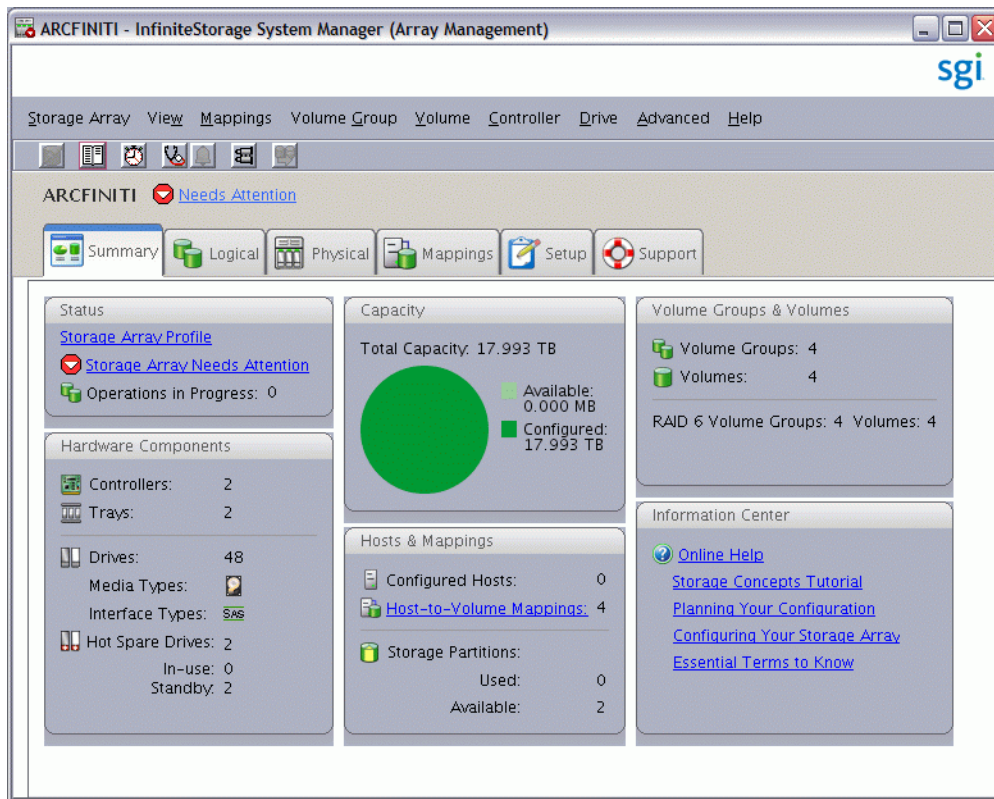 ARCFINITI - InfiniteStorage System Manager (Array Management)
sgi
Storage Array View Mappings Volume Group Volume Controller Drive Advanced Help
ARCFINITI Needs Attention
Summary Logical Physical Mappings Setup Support
Status
Storage Array Profile
Storage Array Needs Attention
Operations in Progress: 0
Hardware Components
Controllers: 2
Trays: 2
Drives: 48
Media Types:
Interface Types: SAS
Hot Spare Drives: 2
In-use: 0
Standby: 2
Capacity
Total Capacity: 17.993 TB
Available:
0.000 MB
Configured:
17.993 TB
Hosts & Mappings
Configured Hosts: 0
Host-to-Volume Mappings: 4
Storage Partitions:
Used: 0
Available: 2
Volume Groups & Volumes
Volume Groups: 4
Volumes: 4
RAID 6 Volume Groups: 4 Volumes: 4
Information Center
Online Help
Storage Concepts Tutorial
Planning Your Configuration
Configuring Your Storage Array
Essential Terms to Know